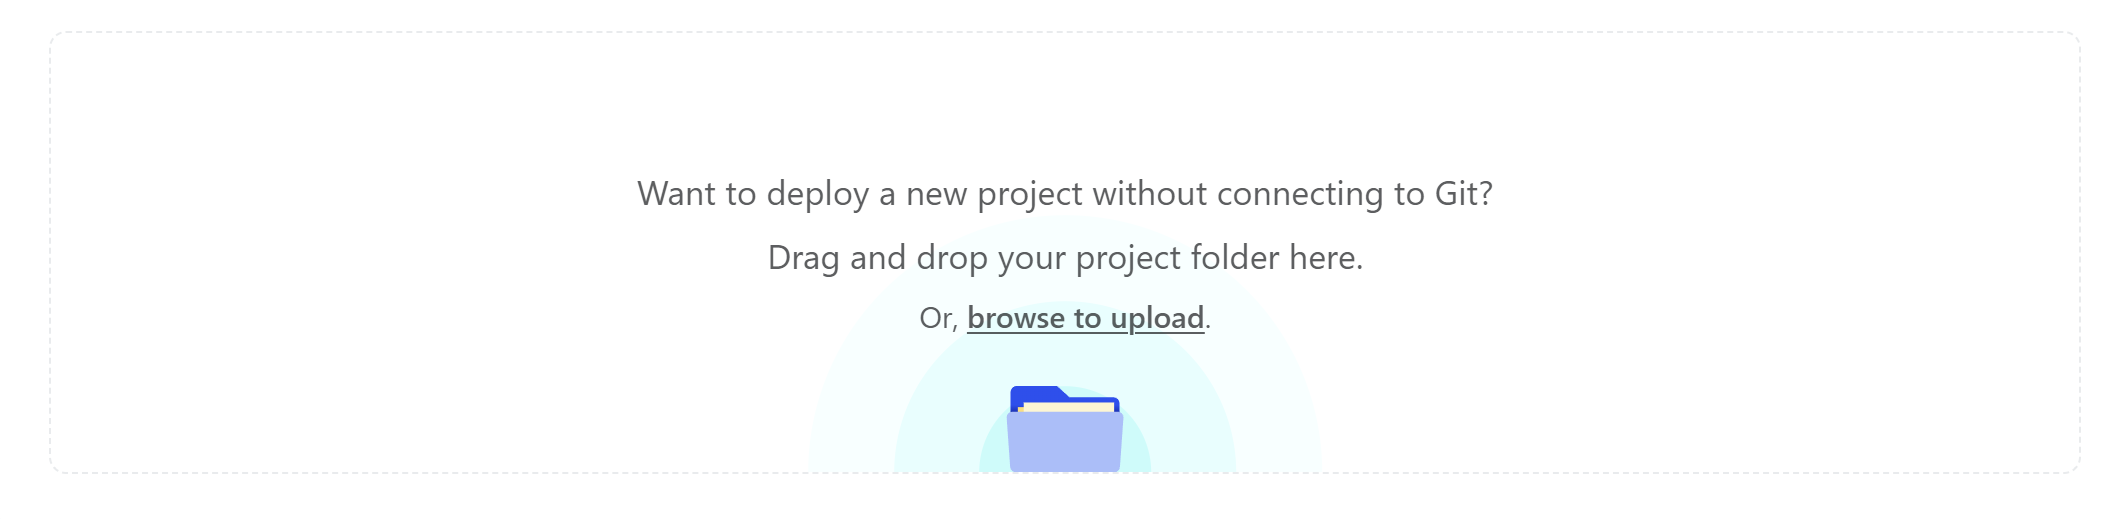 Want to deploy a new project without connecting to Git?
Drag and drop your project folder here.
Or, browse to upload.